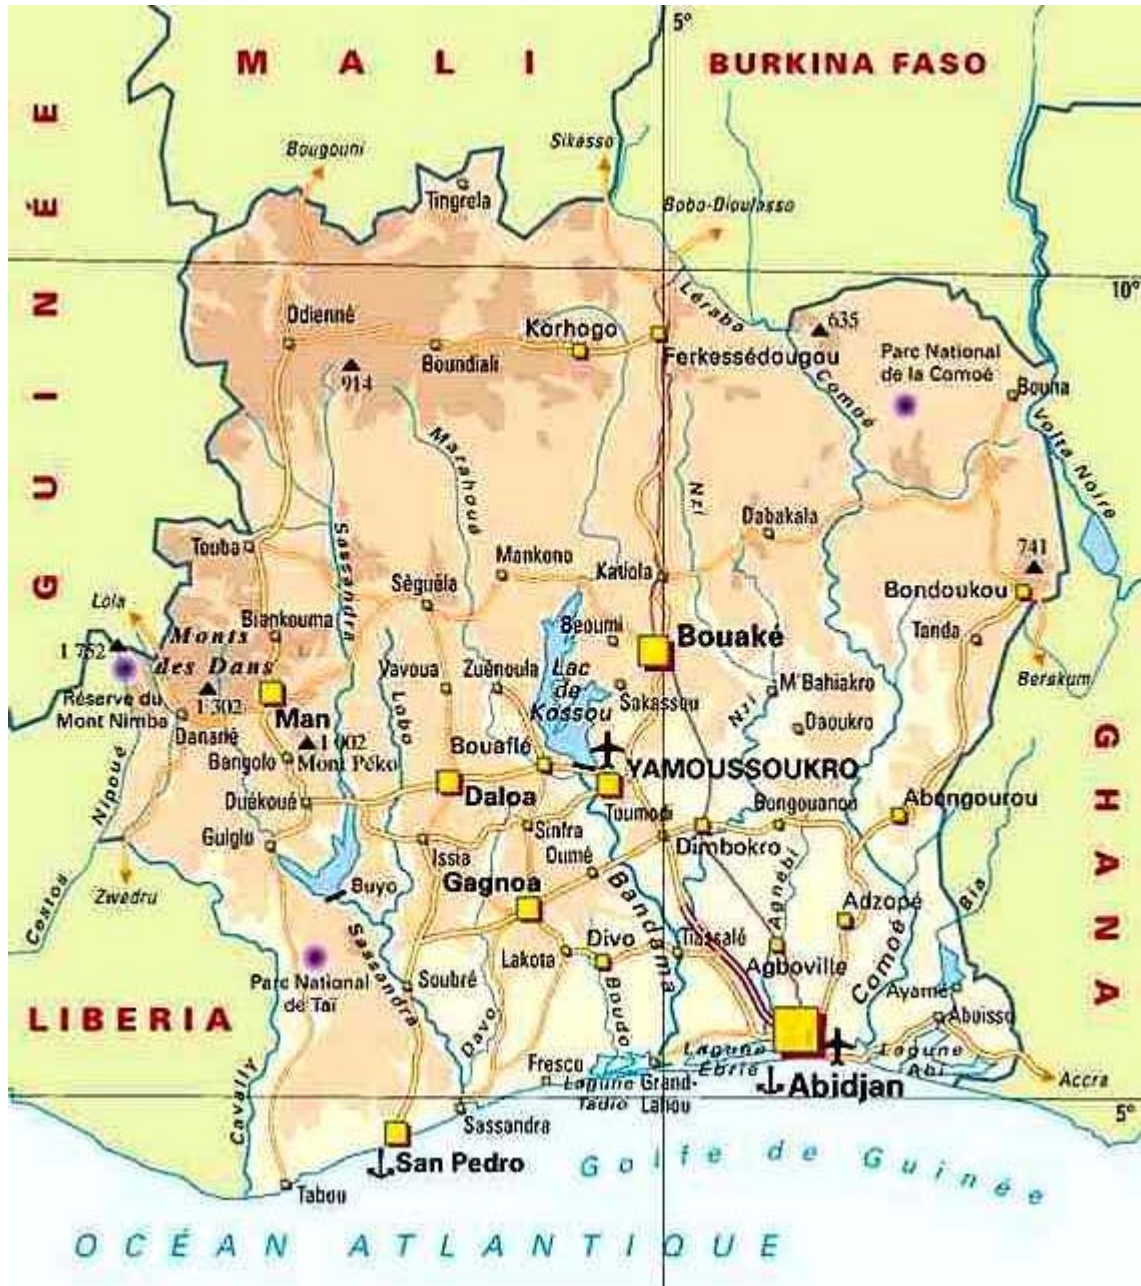 5°
MALI
BURKINA FASO
GUINÉE
Bougouni
Sikasso
Tingrela
Bobo-Dioulasso
Léraba
10°
Odienné
Korhogo
635
Parc National
de la Comoé
Boundiali
Ferkessédougou
914
Comoé
Bouna
Marahoué
Volta Noire
Nzi
Sassandra
Dabakala
Touba
Mankono
Katiola
741
Séguéla
Bondoukou
Lola
Biankouma
Monts
des Dans
Beoumi
Bouaké
Tanda
1 752
Vavoua
Zuénoula
Lac
de
Kossou
M'Bahiakro
Berekum
Réserve du
Mont Nimba
1 302
Man
Lobo
Sakassou
Nzi
Daoukro
Danané
1 002
Mont Péko
Bangolo
Bouaflé
YAMOUSSOUKRO
GHANA
Nipoué
Daloa
Duékoué
Toumodi
Bongouanou
Abengourou
Guiglo
Issia
Sinfra
Dimbokro
Oumé
Agnébi
Zwedru
Buyo
Gagnoa
Bandama
Adzopé
Bia
Cestos
Sassandra
Lakota
Divo
Tiassalé
Agboville
Comoé
Parc National
de Taï
Soubré
Boudo
Ayamé
LIBERIA
Davo
Abuisso
Fresco
Lagune
Ebrié
Lagune
Abi
Cavally
Lagune
Tadio
Grand-
Lahou
Abidjan
Accra
5°
Sassandra
San Pedro
Golfe de Guinée
Tabou
OCÉAN ATLANTIQUE